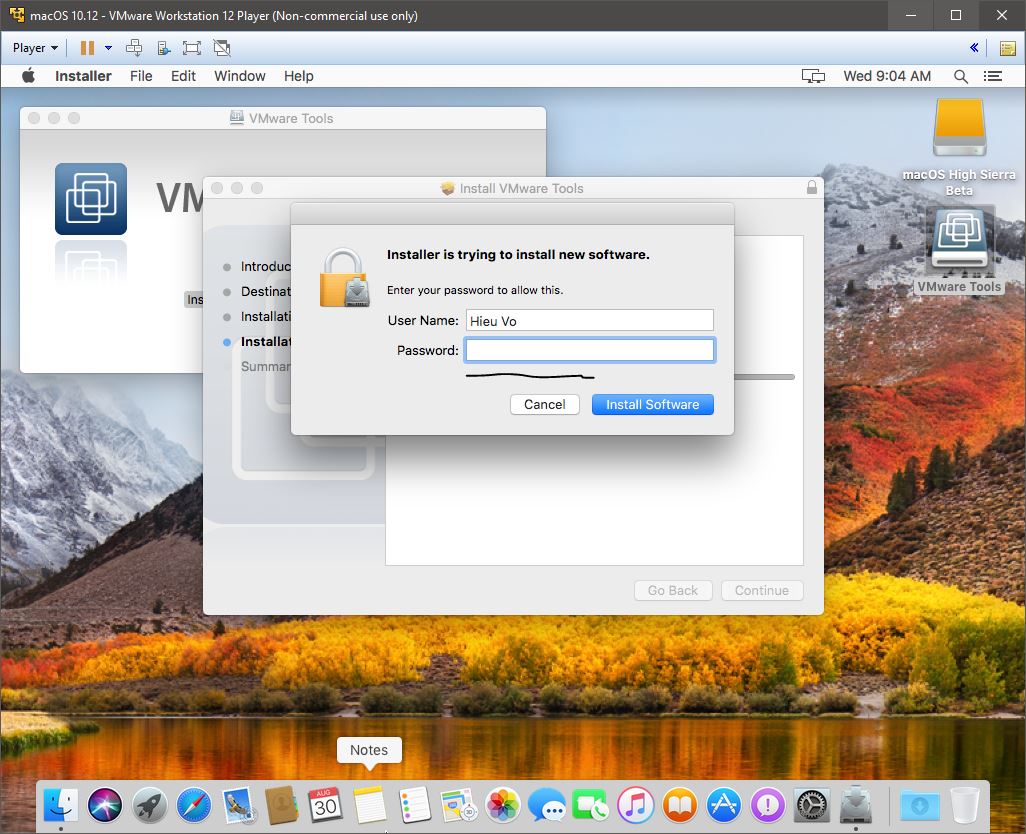 macOS 10.12 - VMware Workstation 12 Player (Non-commercial use only)
Player
Installer File Edit Window Help Wed 9:04 AM
VMware Tools
VM
Ins
macOS High Sierra
Beta
VMware Tools
Install VMware Tools
Introduc
Destinat
Installati
Installat
Summar
Installer is trying to install new software.
Enter your password to allow this.
User Name: Hieu Vo
Password:
Cancel Install Software
Go Back Continue
Notes
AUG
30